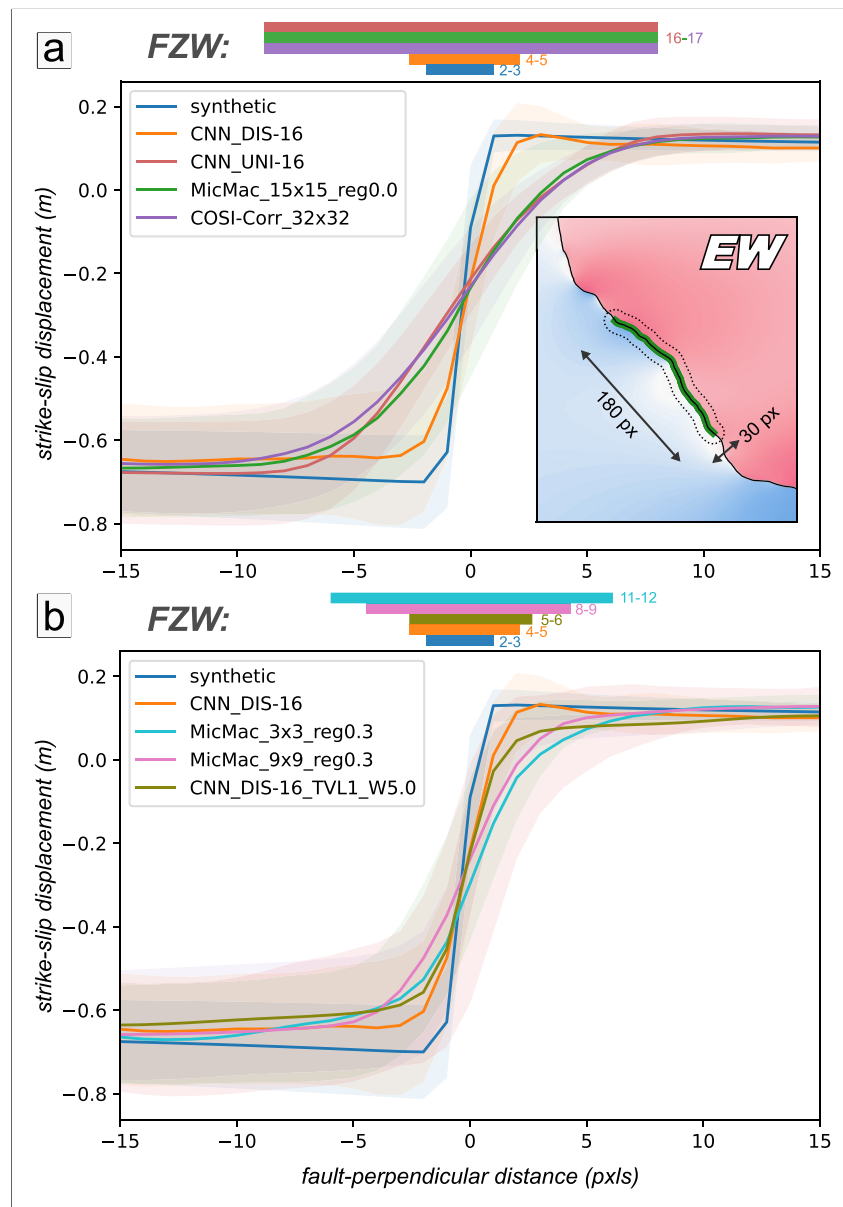 a
FZW:
16-17
4-5
2-3
synthetic
CNN_DIS-16
CNN_UNI-16
MicMac_15x15_reg0.0
COSI-Corr_32x32
strike-slip displacement (m)
0.2
0.0
−0.2
−0.4
−0.6
−0.8
EW
180 px
30 px
−15
−10
−5
0
5
10
15
b
FZW:
11-12
8-9
5-6
4-5
2-3
synthetic
CNN_DIS-16
MicMac_3x3_reg0.3
MicMac_9x9_reg0.3
CNN_DIS-16_TVL1_W5.0
strike-slip displacement (m)
0.2
0.0
−0.2
−0.4
−0.6
−0.8
−15
−10
−5
0
5
10
15
fault-perpendicular distance (pxls)